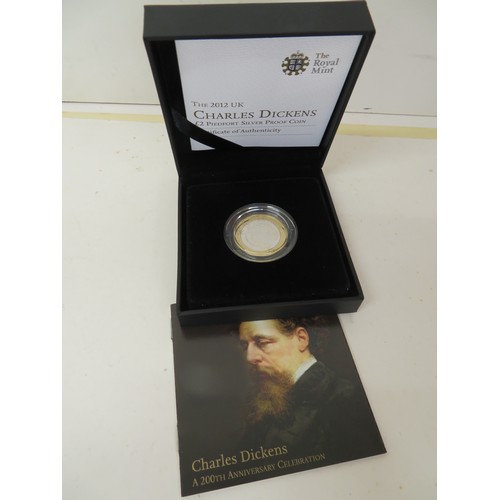 The
Royal
Mint
The 2012 UK
Charles Dickens
£2 Piedfort Silver Proof Coin
Certificate of Authenticity
Charles Dickens
A 200th Anniversary Celebration